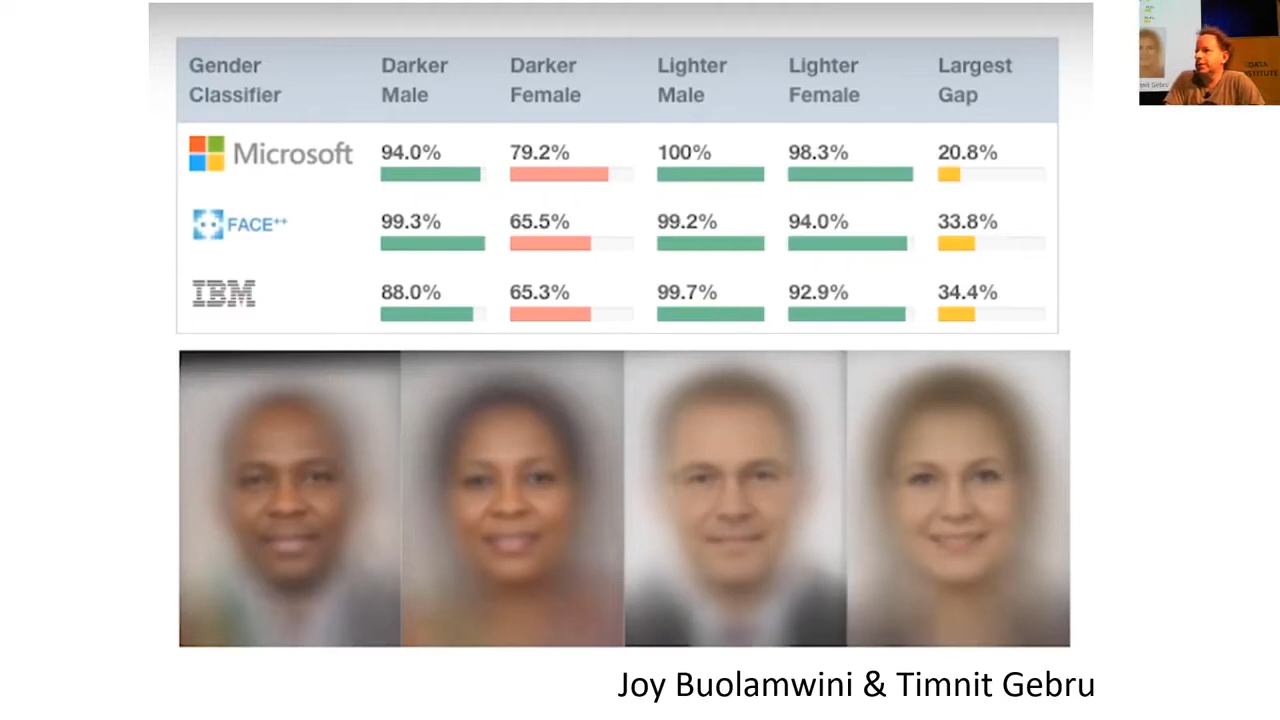 Gender Classifier
Darker Male
Darker Female
Lighter Male
Lighter Female
Largest Gap
Microsoft
94.0%
79.2%
100%
98.3%
20.8%
FACE++
99.3%
65.5%
99.2%
94.0%
33.8%
IBM
88.0%
65.3%
99.7%
92.9%
34.4%
Joy Buolamwini & Timnit Gebru
DATA